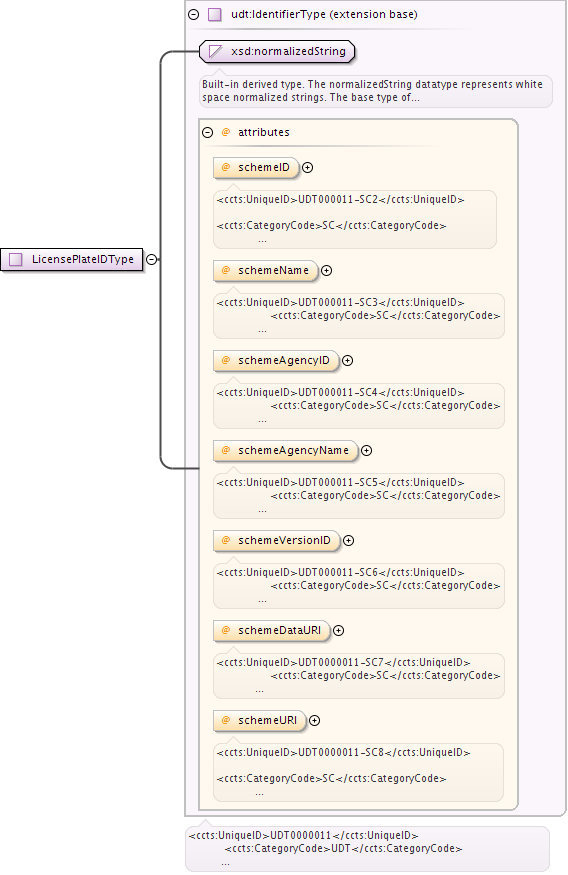 udt:IdentifierType (extension base)
xsd:normalizedString
Built-in derived type. The normalizedString datatype represents white
space normalized strings. The base type of...
@ attributes
@ schemeID
<ccts:UniqueID>UDT000011-SC2</ccts:UniqueID>
<ccts:CategoryCode>SC</ccts:CategoryCode>
...
LicensePlateIDType
@ schemeName
<ccts:UniqueID>UDT000011-SC3</ccts:UniqueID>
<ccts:CategoryCode>SC</ccts:CategoryCode>
...
@ schemeAgencyID
<ccts:UniqueID>UDT000011-SC4</ccts:UniqueID>
<ccts:CategoryCode>SC</ccts:CategoryCode>
...
@ schemeAgencyName
<ccts:UniqueID>UDT000011-SC5</ccts:UniqueID>
<ccts:CategoryCode>SC</ccts:CategoryCode>
...
@ schemeVersionID
<ccts:UniqueID>UDT000011-SC6</ccts:UniqueID>
<ccts:CategoryCode>SC</ccts:CategoryCode>
...
@ schemeDataURI
<ccts:UniqueID>UDT0000011-SC7</ccts:UniqueID>
<ccts:CategoryCode>SC</ccts:CategoryCode>
...
@ schemeURI
<ccts:UniqueID>UDT0000011-SC8</ccts:UniqueID>
<ccts:CategoryCode>SC</ccts:CategoryCode>
...
<ccts:UniqueID>UDT0000011</ccts:UniqueID>
<ccts:CategoryCode>UDT</ccts:CategoryCode>
...